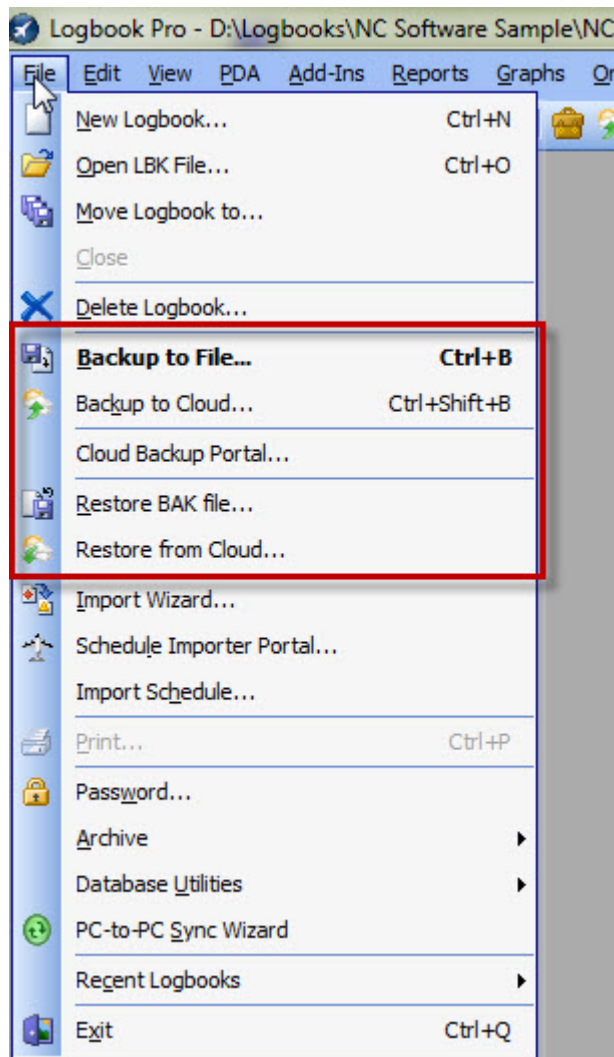 Logbook Pro - D:\Logbooks\NC Software Sample\NC
File Edit View PDA Add-Ins Reports Graphs
New Logbook... Ctrl+N
Open LBK File... Ctrl+O
Move Logbook to...
Close
Delete Logbook...
Backup to File... Ctrl+B
Backup to Cloud... Ctrl+Shift+B
Cloud Backup Portal...
Restore BAK file...
Restore from Cloud...
Import Wizard...
Schedule Importer Portal...
Import Schedule...
Print... Ctrl+P
Password...
Archive
Database Utilities
PC-to-PC Sync Wizard
Recent Logbooks
Exit Ctrl+Q